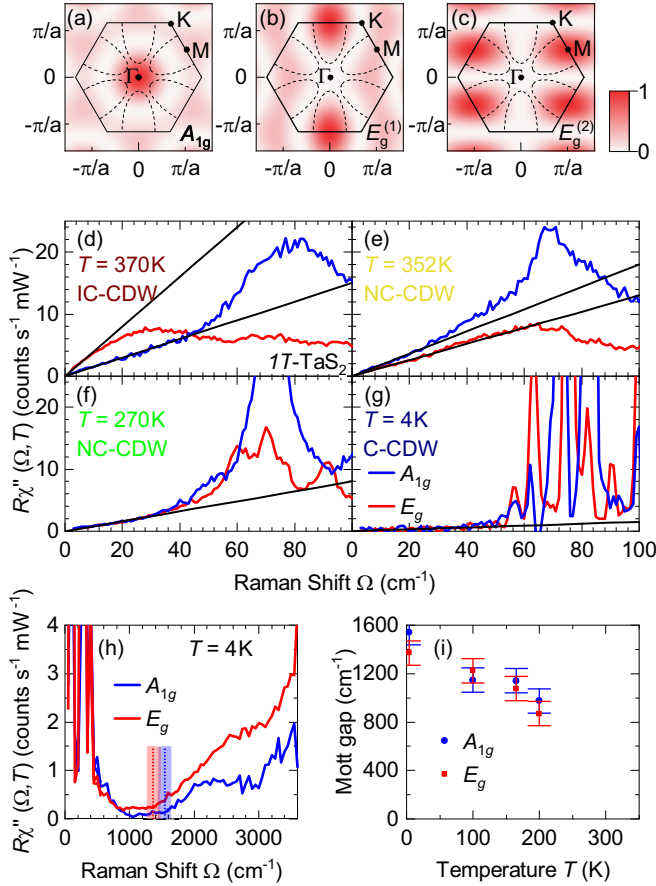 (a) (b) (c)
K K K
M M M
Γ Γ Γ
A1g Eg(1) Eg(2)
π/a 0 -π/a
π/a 0 -π/a
π/a 0 -π/a
-π/a 0 π/a -π/a 0 π/a -π/a 0 π/a
1
0
Rχ'' (Ω,T) (counts s-1 mW-1)
(d) (e)
T = 370K T = 352K
IC-CDW NC-CDW
1T-TaS2
20
10
0
(f) (g)
T = 270K T = 4K
NC-CDW C-CDW
A1g
Eg
20
10
0
0 20 40 60 80 0 20 40 60 80 100
Raman Shift Ω (cm-1)
Rχ'' (Ω,T) (counts s-1 mW-1)
(h) T = 4K
A1g
Eg
4
3
2
1
0
0 1000 2000 3000
Raman Shift Ω (cm-1)
Mott gap (cm-1)
(i)
A1g
Eg
1600
1200
800
400
0
0 100 200 300
Temperature T (K)